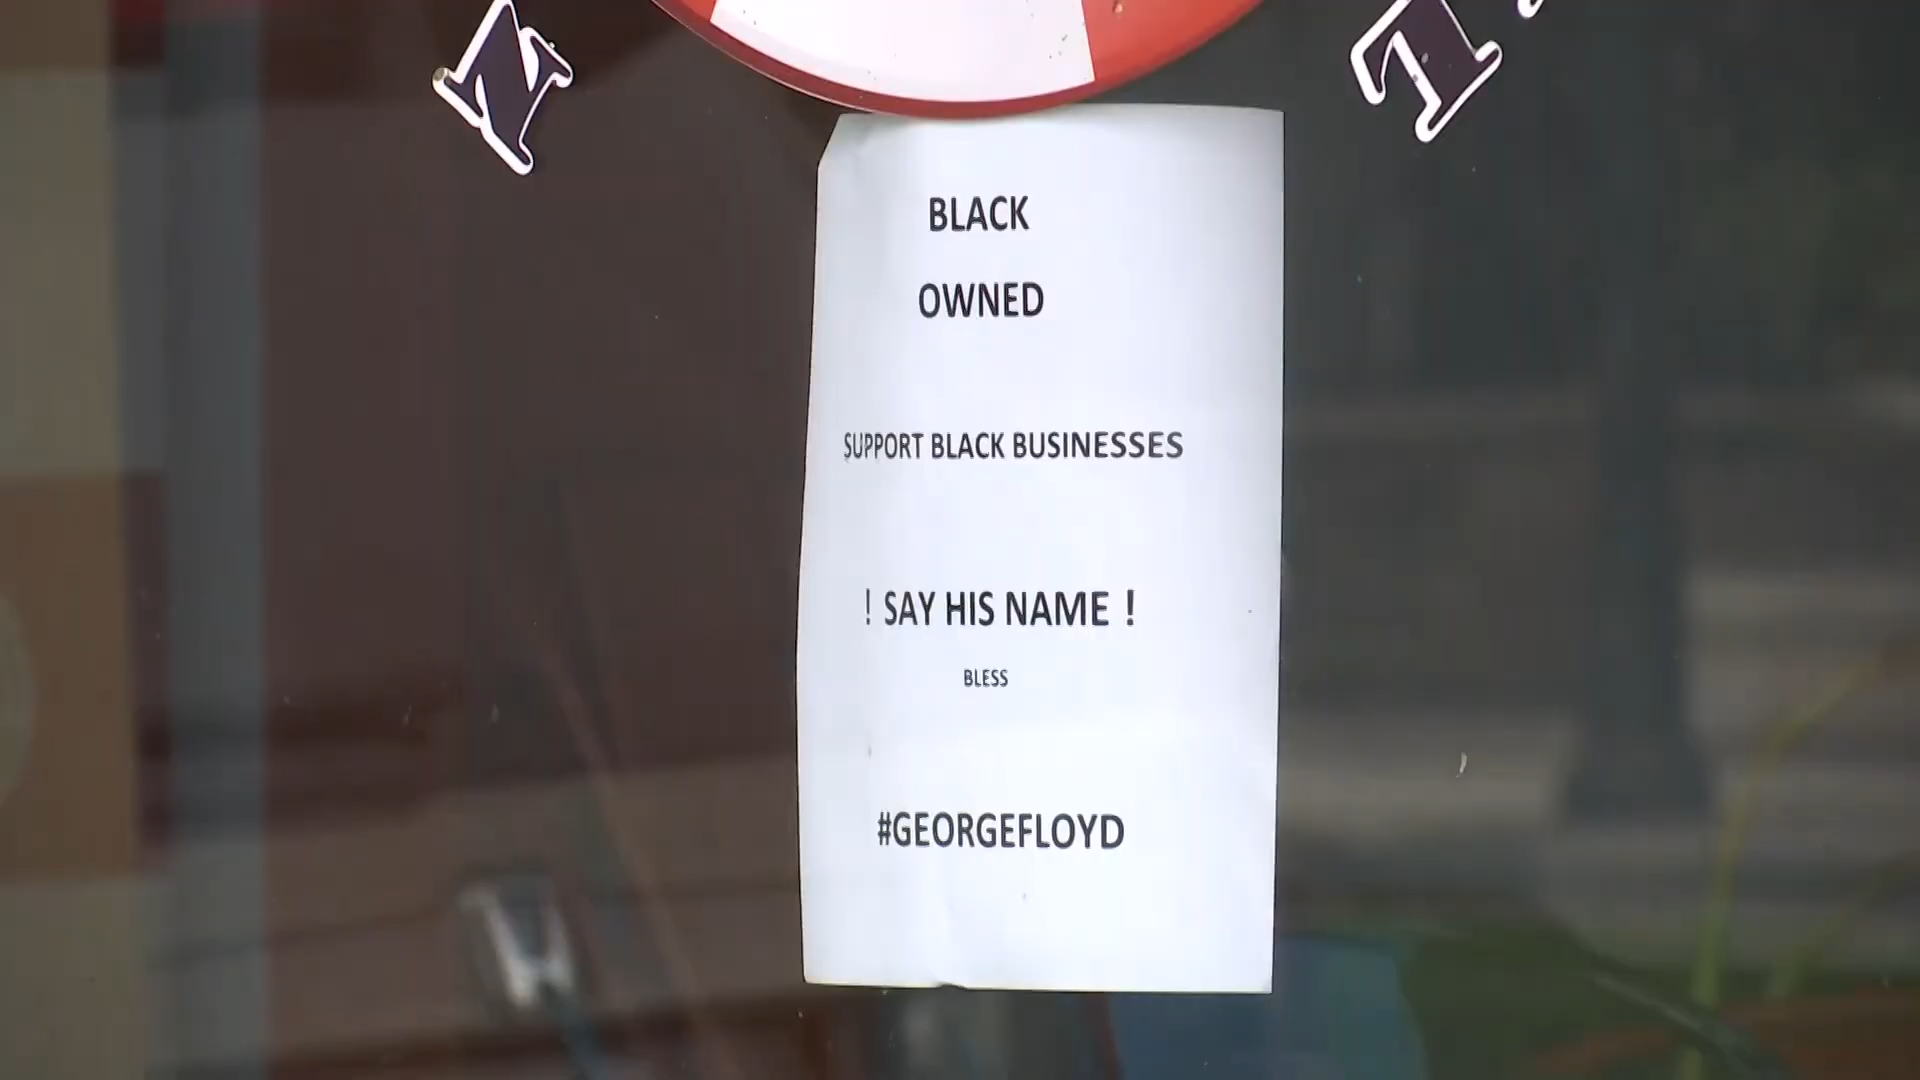 N T
BLACK
OWNED
SUPPORT BLACK BUSINESSES
! SAY HIS NAME !
BLESS
#GEORGEFLOYD